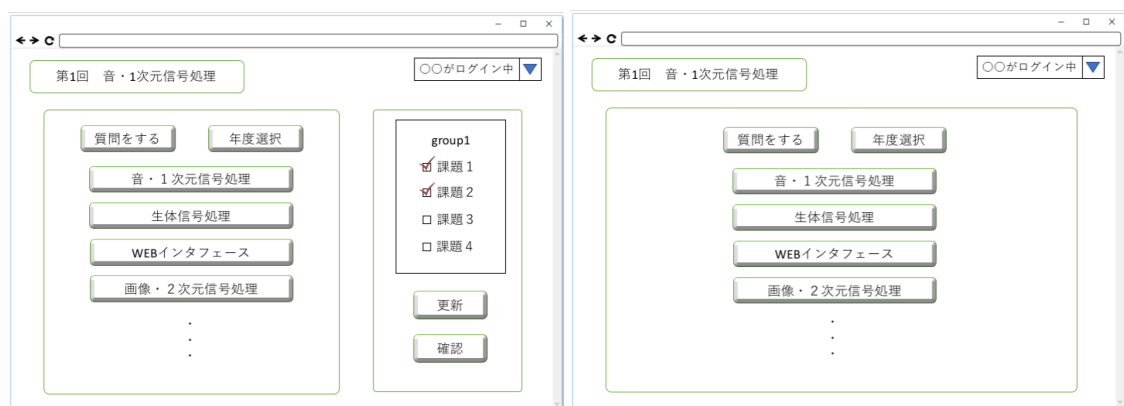 第1回　音・1次元信号処理
〇〇がログイン中
質問をする
年度選択
音・１次元信号処理
生体信号処理
WEBインタフェース
画像・２次元信号処理
・
・
・
group1
課題１
課題２
課題３
課題４
更新
確認
第1回　音・1次元信号処理
〇〇がログイン中
質問をする
年度選択
音・１次元信号処理
生体信号処理
WEBインタフェース
画像・２次元信号処理
・
・
・